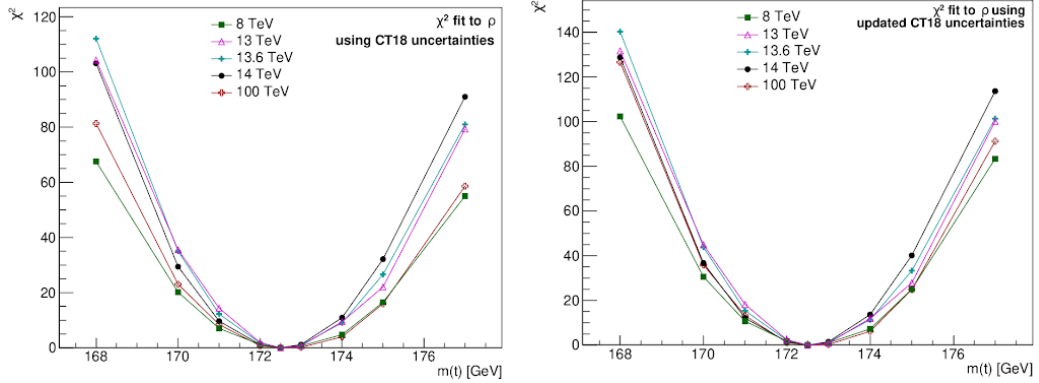 χ²
χ² fit to ρ
using CT18 uncertainties
8 TeV
13 TeV
13.6 TeV
14 TeV
100 TeV
120
100
80
60
40
20
0
168
170
172
174
176
m(t) [GeV]
χ²
χ² fit to ρ using
updated CT18 uncertainties
8 TeV
13 TeV
13.6 TeV
14 TeV
100 TeV
140
120
100
80
60
40
20
0
168
170
172
174
176
m(t) [GeV]